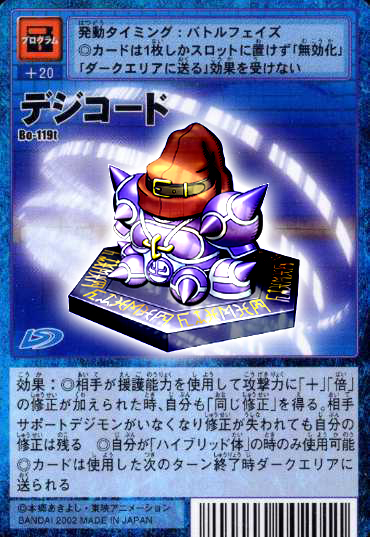 プログラム
+20
発動タイミング：バトルフェイズ
◎カードは1枚しかスロットに置けず「無効化」
「ダークエリアに送る」効果を受けない
デジコード
Bo-119t
効果：◎相手が援護能力を使用して攻撃力に「＋」「倍」
の修正が加えられた時、自分も「同じ修正」を得る。相手
サポートデジモンがいなくなり修正が失われても自分の
修正は残る　◎自分が「ハイブリッド体」の時のみ使用可能
◎カードは使用した次のターン終了時ダークエリアに
送られる
©本郷あきよし・東映アニメーション
BANDAI 2002 MADE IN JAPAN